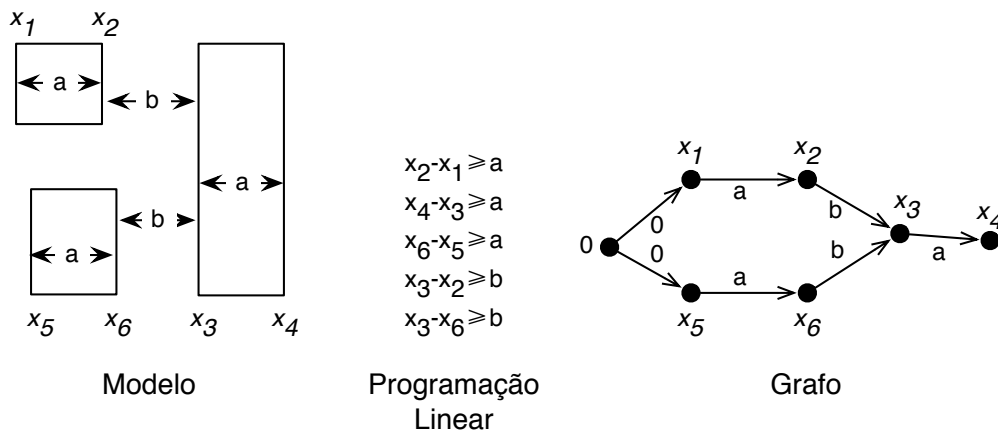 x1 x2
a
b
a
b
a
x5 x6 x3 x4
Modelo
x2-x1⩾a
x4-x3⩾a
x6-x5⩾a
x3-x2⩾b
x3-x6⩾b
Programação
Linear
x1 x2
a
b
x3
x4
0
0
0
a
b
a
x5 x6
Grafo